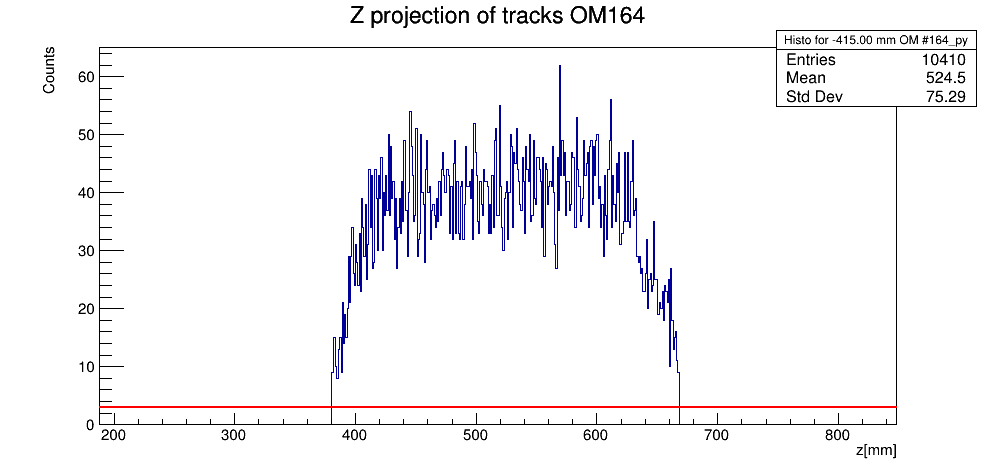 Z projection of tracks OM164
Histo for -415.00 mm OM #164_py
Entries 10410
Mean 524.5
Std Dev 75.29
Counts
60
50
40
30
20
10
0
200 300 400 500 600 700 800
z[mm]